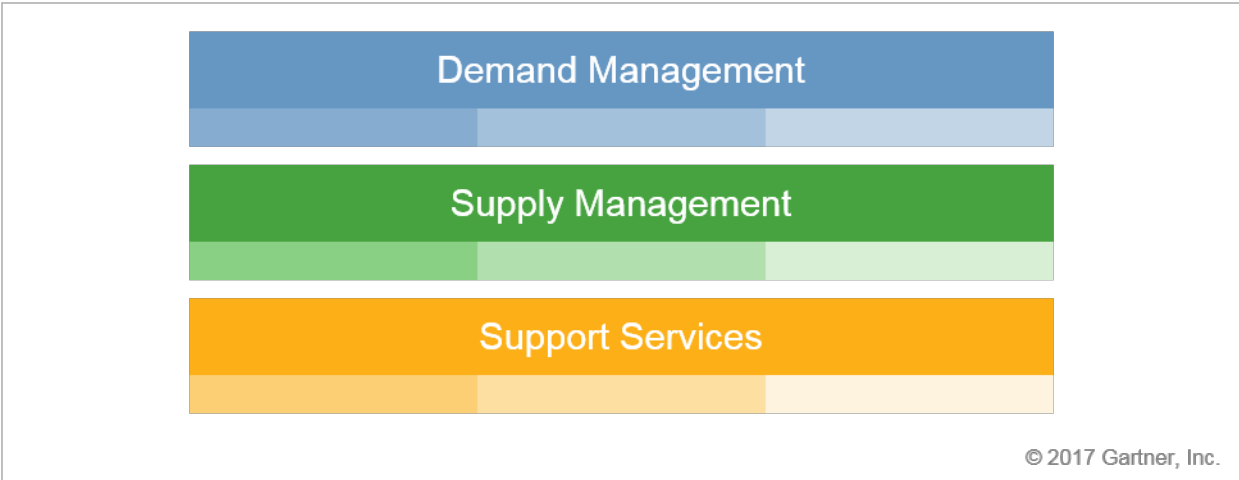 Demand Management
Supply Management
Support Services
© 2017 Gartner, Inc.